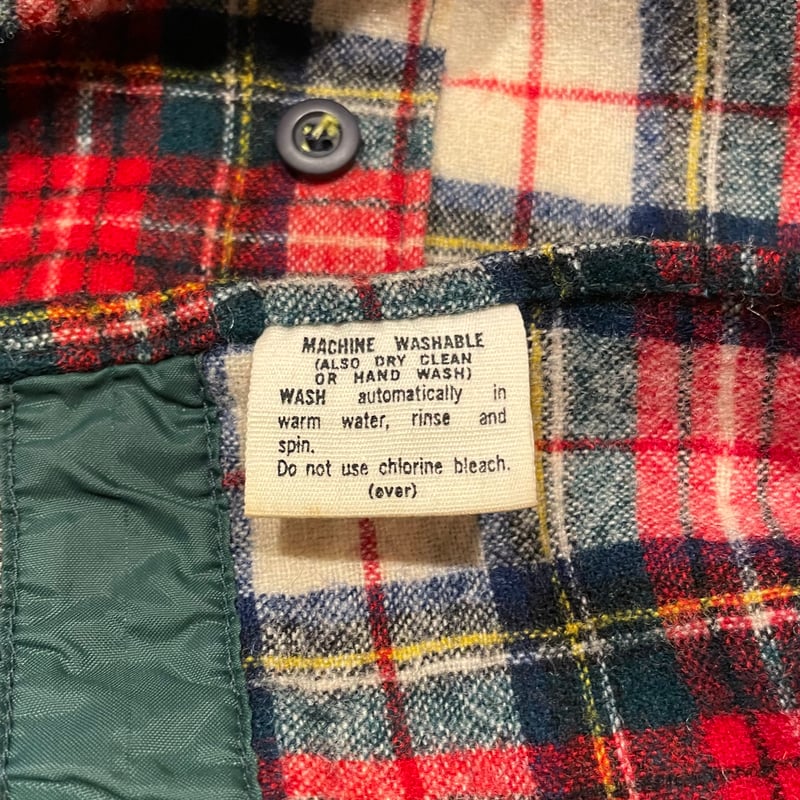 MACHINE WASHABLE
(ALSO DRY CLEAN
OR HAND WASH)
WASH automatically in
warm water, rinse and
spin.
Do not use chlorine bleach.
(over)